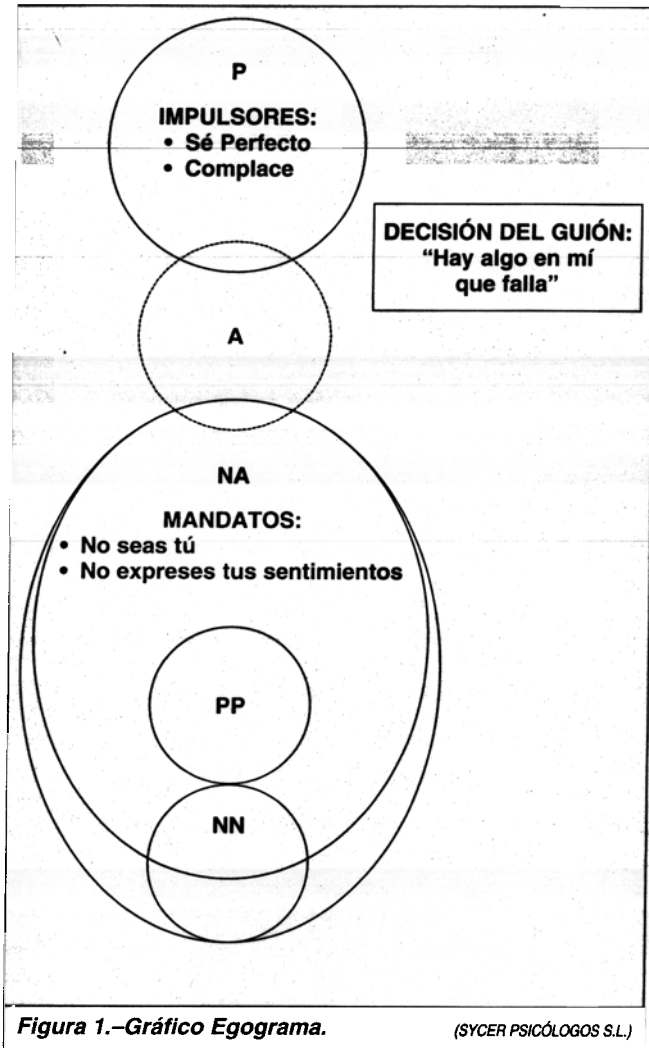 P
IMPULSORES:
• Sé Perfecto
• Complace
DECISIÓN DEL GUIÓN:
“Hay algo en mí
que falla”
A
NA
MANDATOS:
• No seas tú
• No expreses tus sentimientos
PP
NN
Figura 1.–Gráfico Egograma.
(SYCER PSICÓLOGOS S.L.)